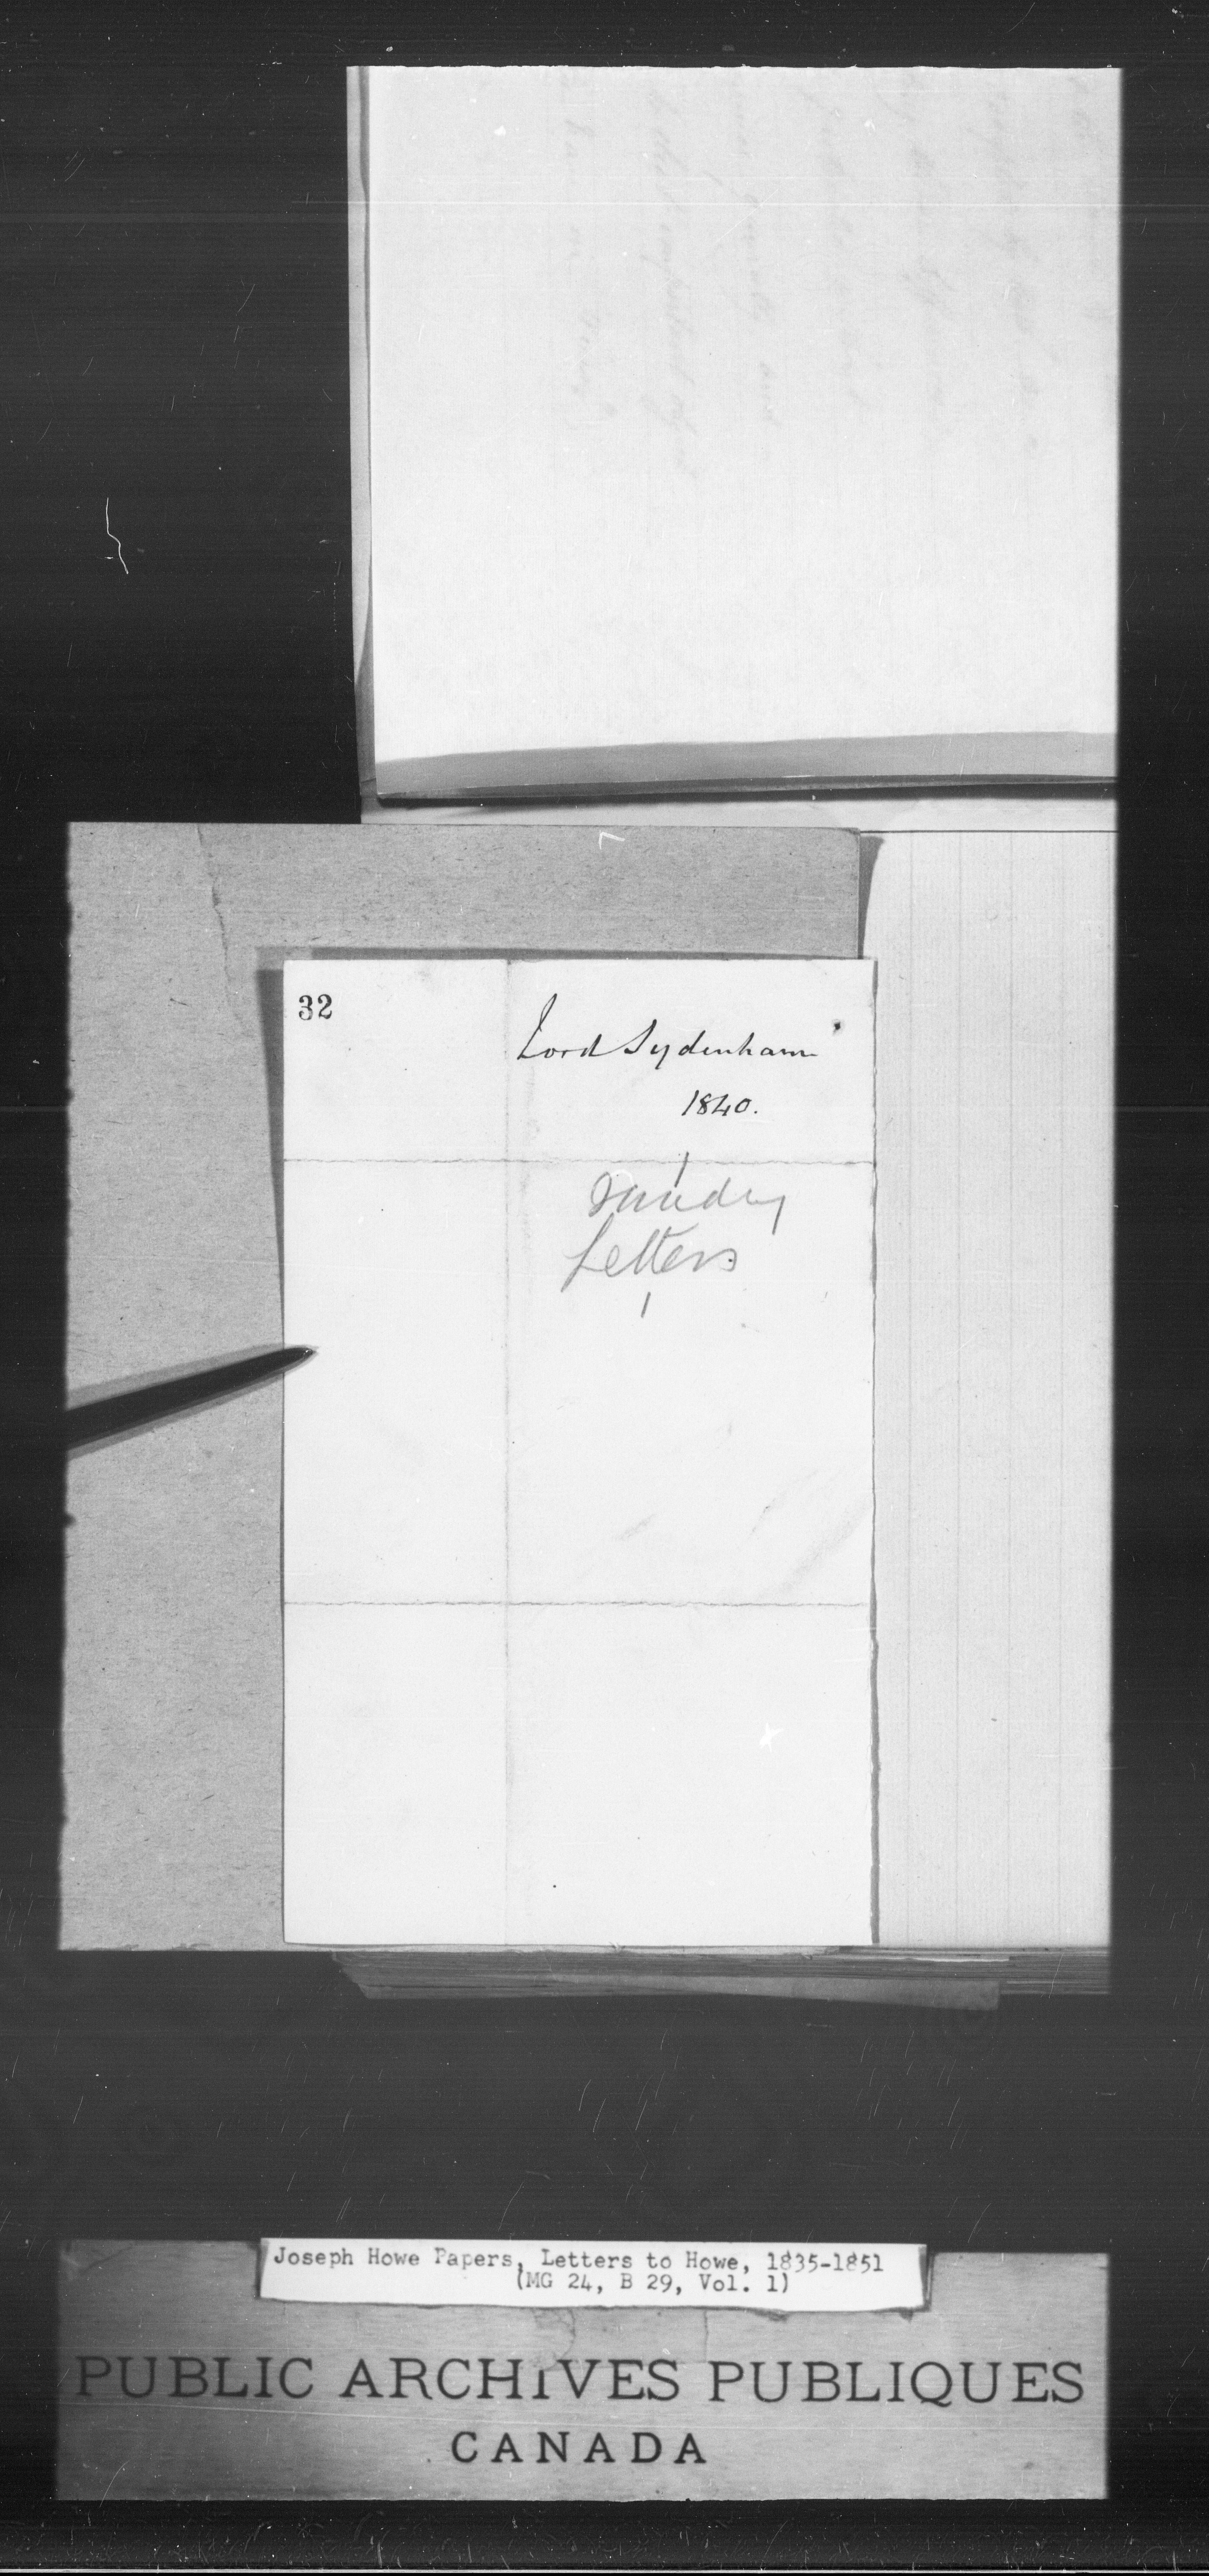 32
Lord Sydenham
1840.
Sundry
Letters
Joseph Howe Papers, Letters to Howe, 1835-1851
(MG 24, B 29, Vol. 1)
PUBLIC ARCHIVES PUBLIQUES
CANADA